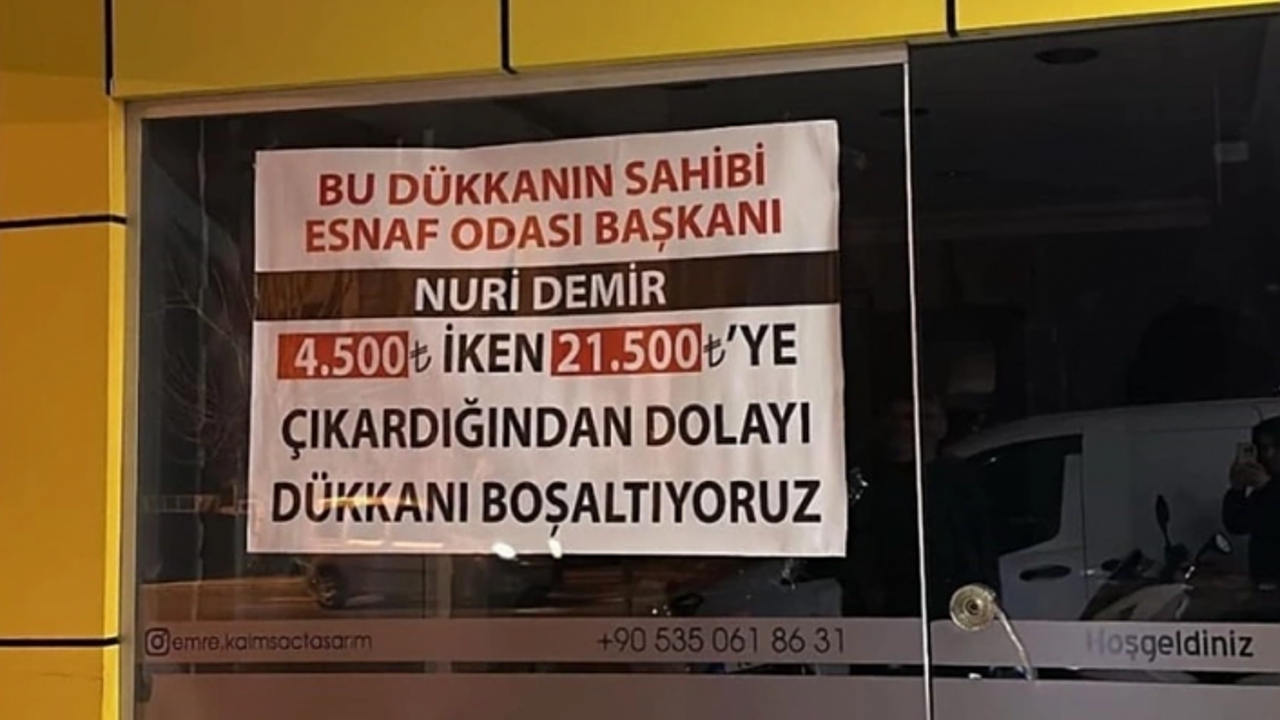 BU DÜKKANIN SAHİBİ
ESNAF ODASI BAŞKANI
NURİ DEMİR
4.500₺ İKEN 21.500₺'YE
ÇIKARDIĞINDAN DOLAYI
DÜKKANI BOŞALTIYORUZ
emre.kalmsactasarim +90 535 061 86 31 Hoşgeldiniz